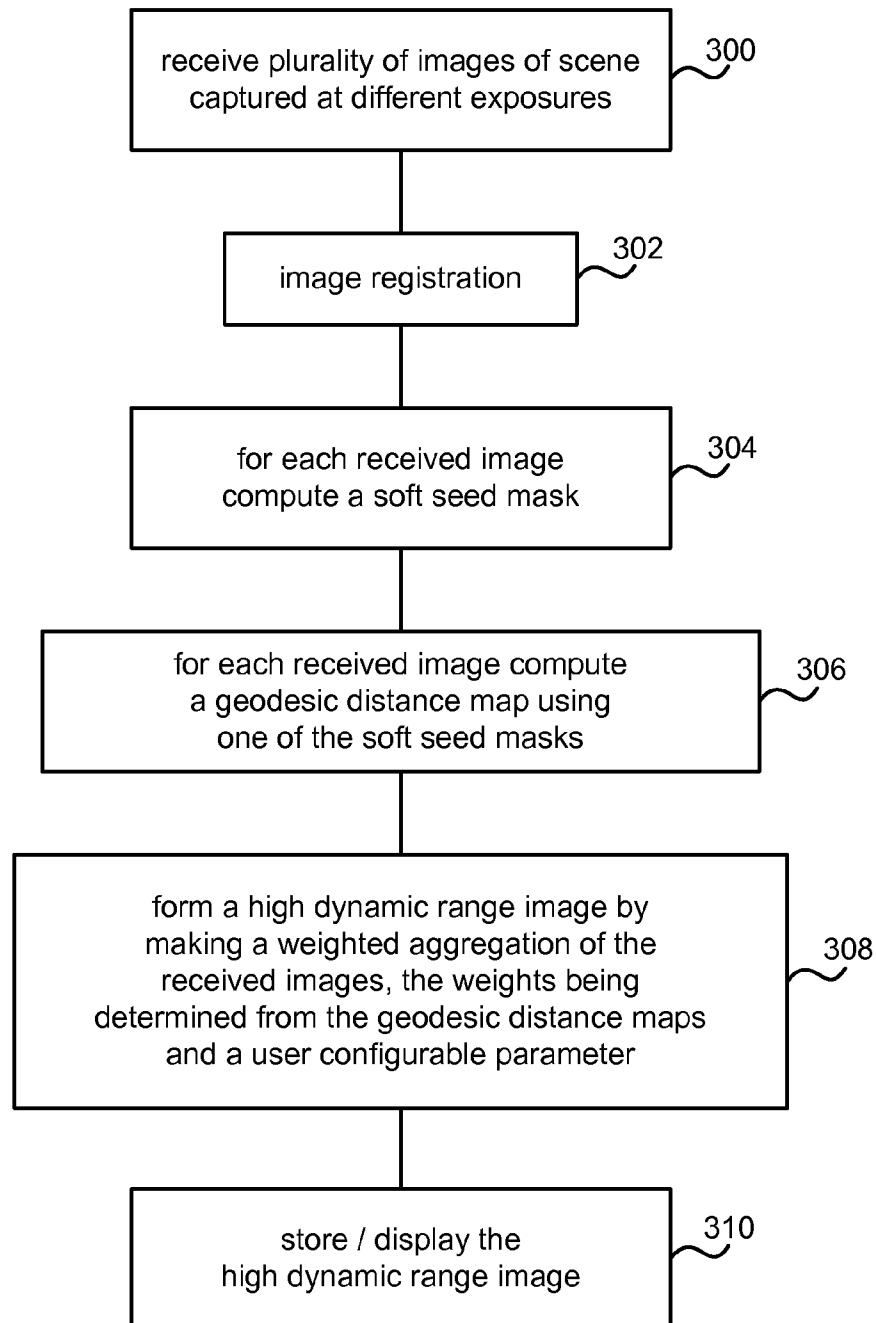 receive plurality of images of scene
captured at different exposures
300
image registration
302
for each received image
compute a soft seed mask
304
for each received image compute
a geodesic distance map using
one of the soft seed masks
306
form a high dynamic range image by
making a weighted aggregation of the
received images, the weights being
determined from the geodesic distance maps
and a user configurable parameter
308
store / display the
high dynamic range image
310